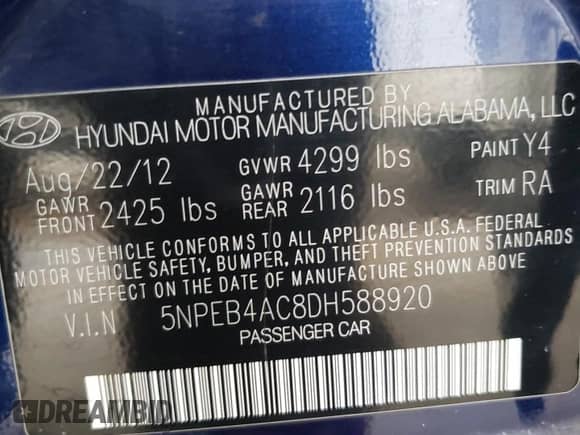 MANUFACTURED BY
HYUNDAI MOTOR MANUFACTURING ALABAMA, LLC
Aug/22/12 GVWR 4299 lbs PAINT Y4
GAWR FRONT 2425 lbs GAWR REAR 2116 lbs TRIM RA
THIS VEHICLE CONFORMS TO ALL APPLICABLE U.S.A. FEDERAL
MOTOR VEHICLE SAFETY, BUMPER, AND THEFT PREVENTION STANDARDS
IN EFFECT ON THE DATE OF MANUFACTURE SHOWN ABOVE
V.I.N 5NPEB4AC8DH588920
PASSENGER CAR
DREAMBID